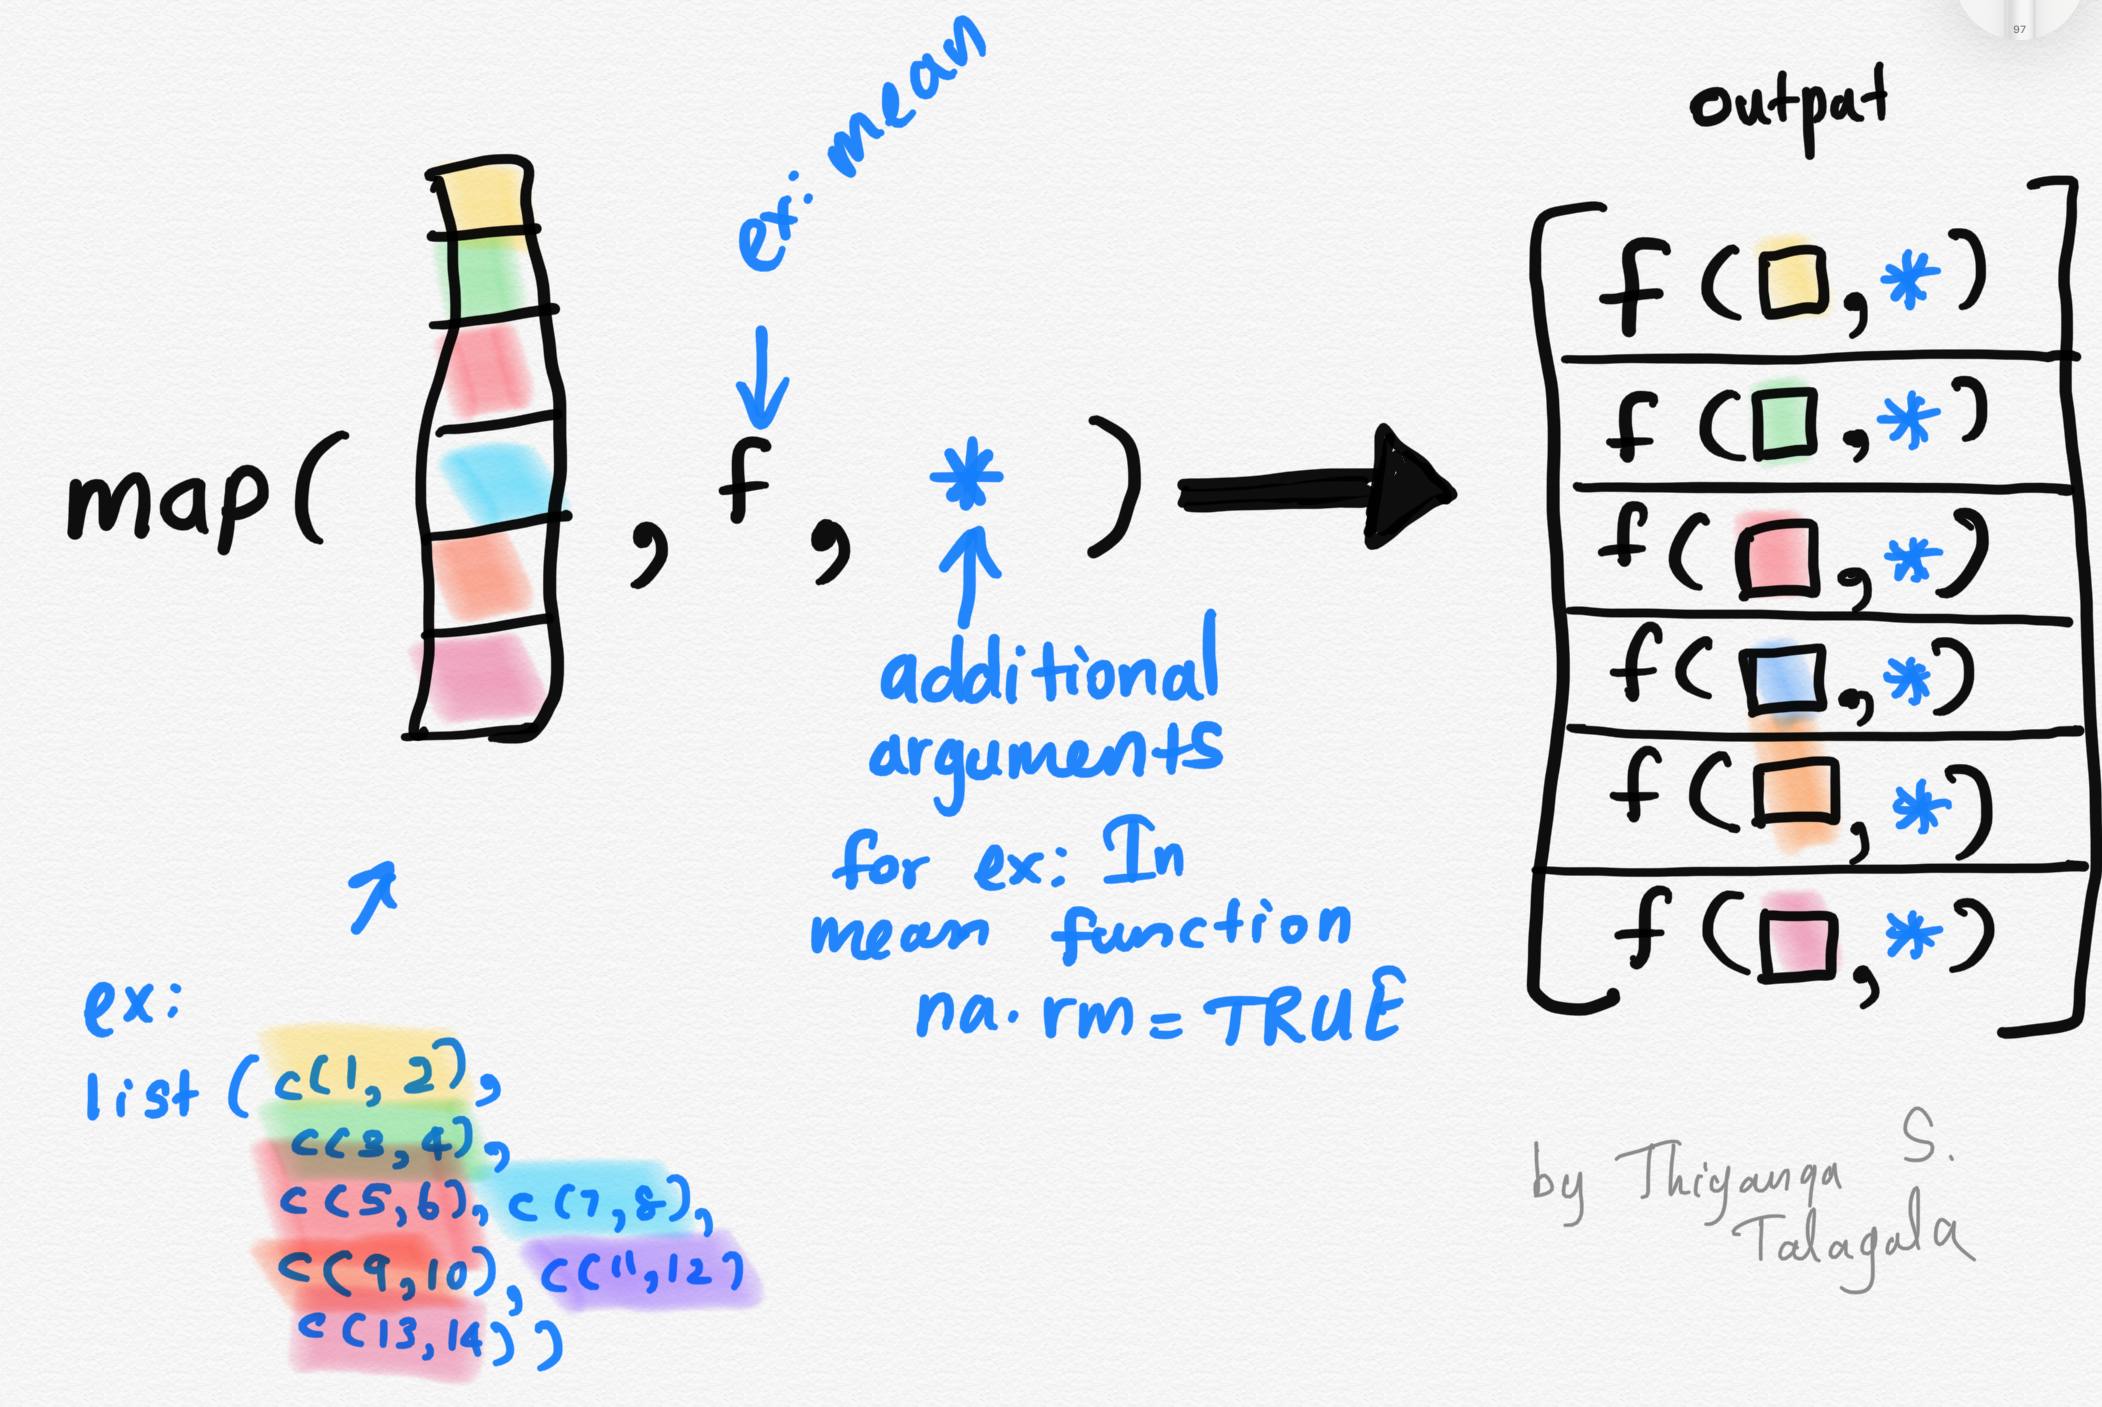 97
ex: mean
output
map( , f, * )
f( , *)
f( , *)
f( , *)
f( , *)
f( , *)
f( , *)
additional
arguments
for ex: In
mean function
na.rm = TRUE
ex:
list (c(1, 2),
c(3,4),
c(5,6), c(7,8),
c(9,10), c(11,12)
c(13,14))
by Thiyanga S.
Talagala